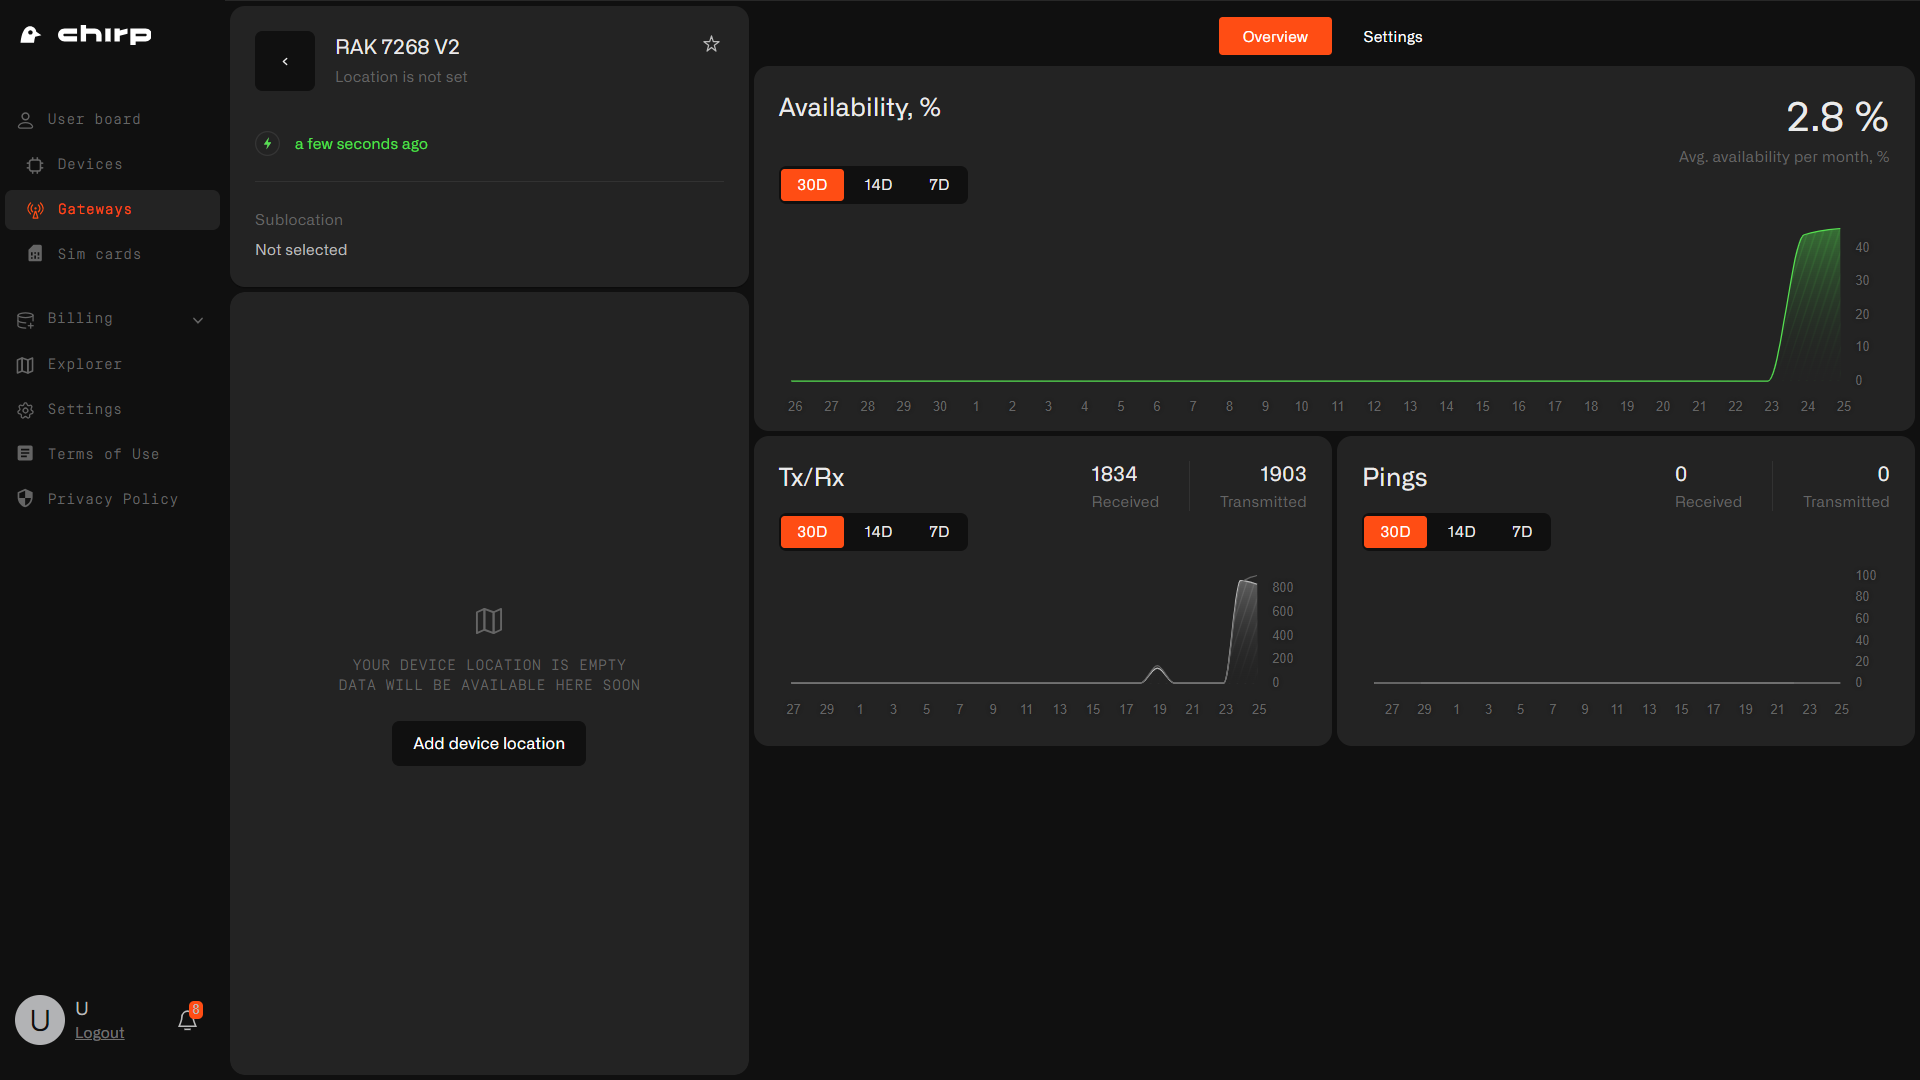 chirp
User board
Devices
Gateways
Sim cards
Billing
Explorer
Settings
Terms of Use
Privacy Policy
U
U
Logout
8
RAK 7268 V2
Location is not set
a few seconds ago
Sublocation
Not selected
YOUR DEVICE LOCATION IS EMPTY
DATA WILL BE AVAILABLE HERE SOON
Add device location
Overview Settings
Availability, %
2.8 %
Avg. availability per month, %
30D 14D 7D
40
30
20
10
0
26 27 28 29 30 1 2 3 4 5 6 7 8 9 10 11 12 13 14 15 16 17 18 19 20 21 22 23 24 25
Tx/Rx
1834 1903
Received Transmitted
30D 14D 7D
800
600
400
200
0
27 29 1 3 5 7 9 11 13 15 17 19 21 23 25
Pings
0 0
Received Transmitted
30D 14D 7D
100
80
60
40
20
0
27 29 1 3 5 7 9 11 13 15 17 19 21 23 25